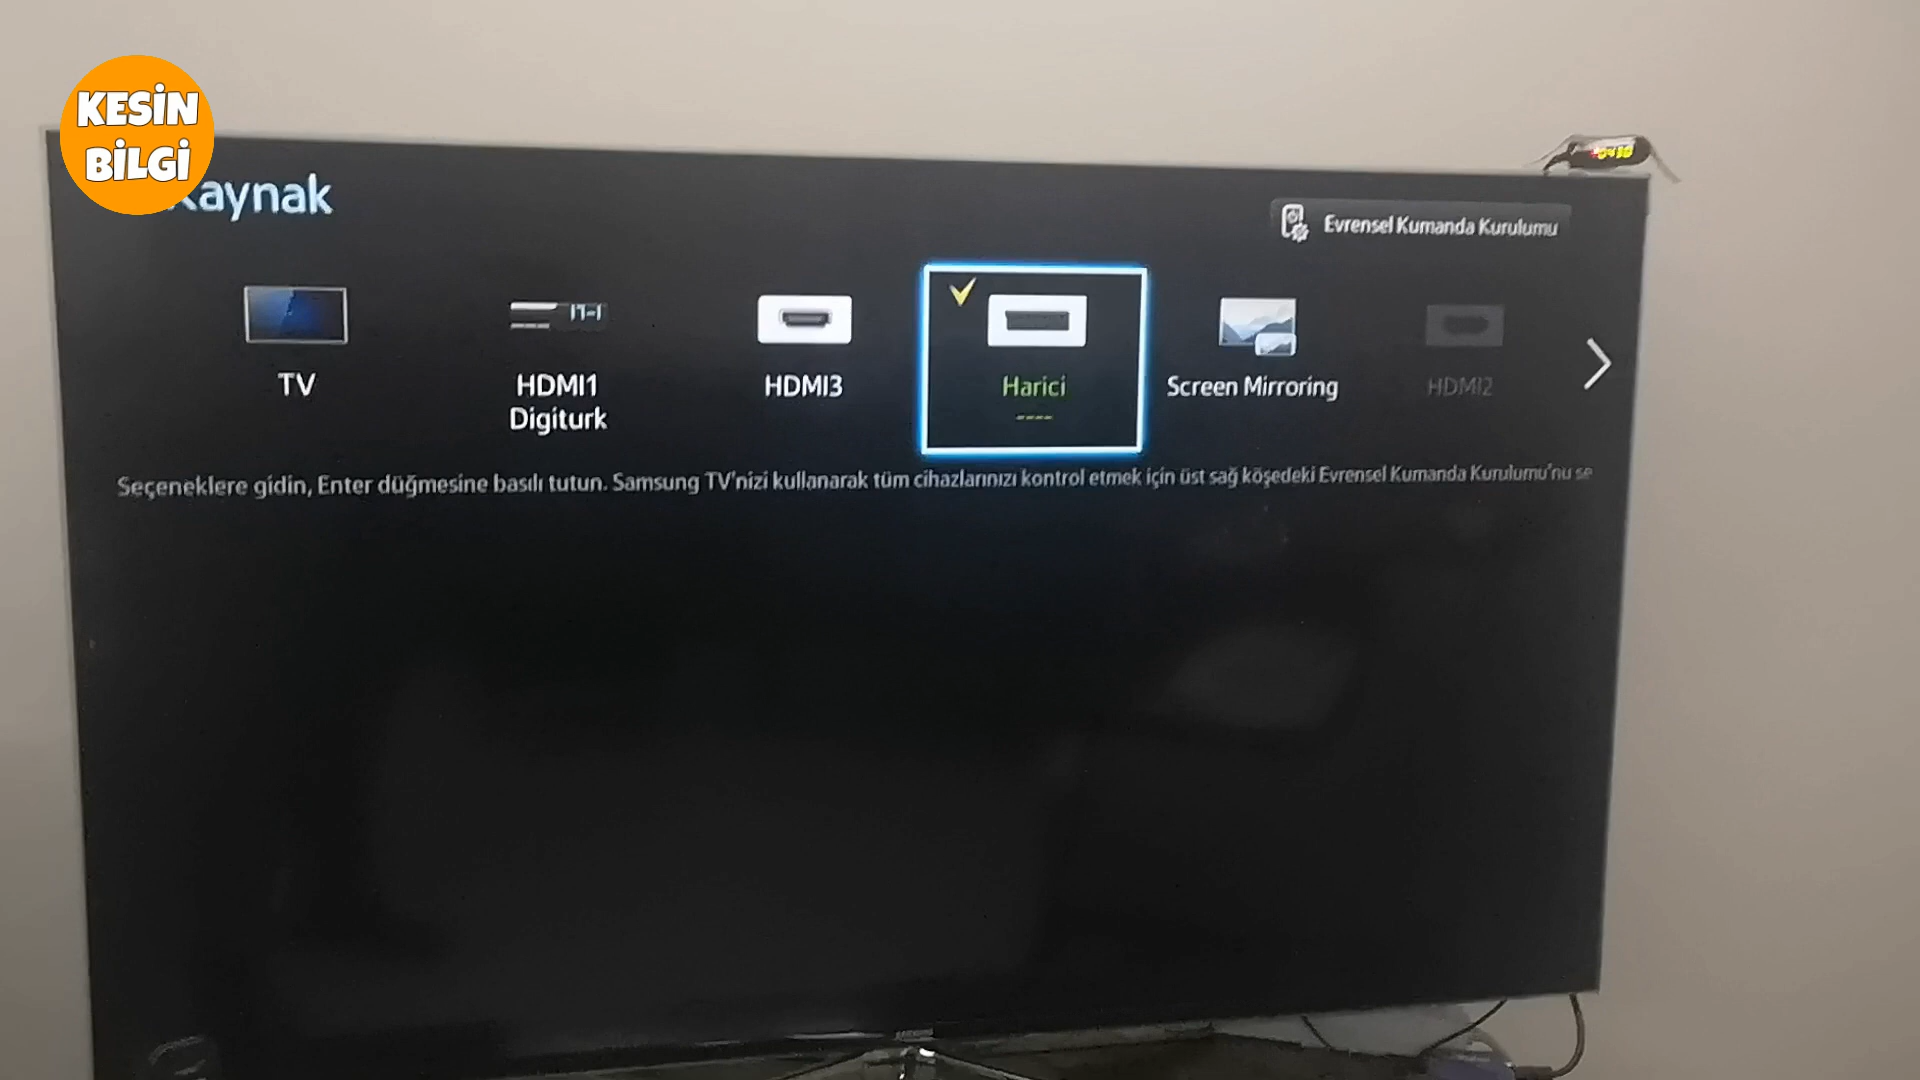 KESİN
BİLGİ
Kaynak
Evrensel Kumanda Kurulumu
TV
HDMI1
Digiturk
HDMI3
Harici
----
Screen Mirroring
HDMI2
Seçeneklere gidin, Enter düğmesine basılı tutun. Samsung TV'nizi kullanarak tüm cihazlarınızı kontrol etmek için üst sağ köşedeki Evrensel Kumanda Kurulumu'nu se